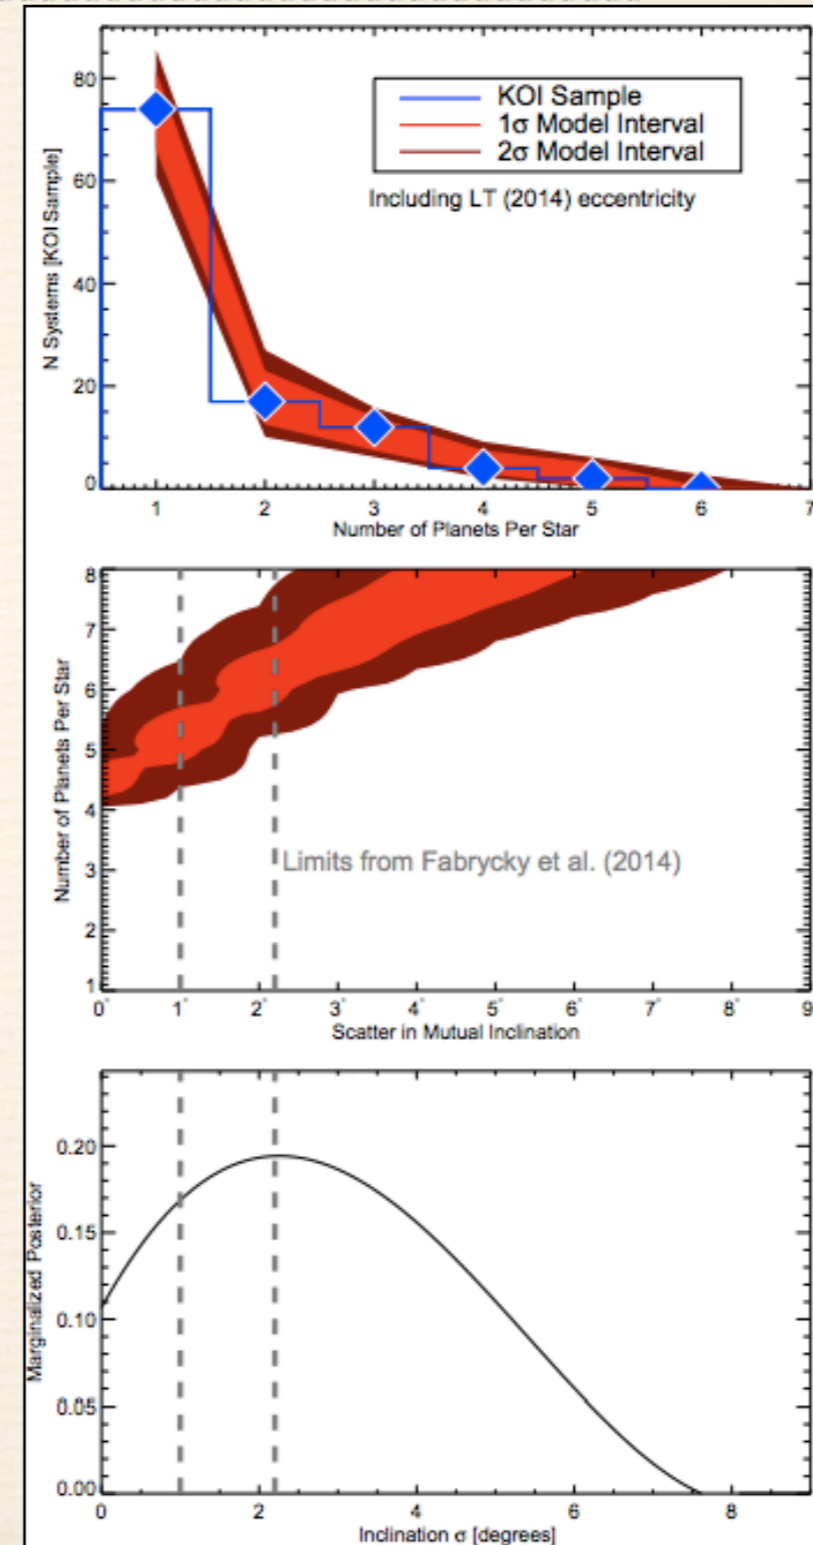 80
60
40
20
0
N Systems [KOI Sample]
KOI Sample
1σ Model Interval
2σ Model Interval
Including LT (2014) eccentricity
1 2 3 4 5 6 7
Number of Planets Per Star
8
7
6
5
4
3
2
1
Number of Planets Per Star
Limits from Fabrycky et al. (2014)
0° 1° 2° 3° 4° 5° 6° 7° 8° 9
Scatter in Mutual Inclination
0.20
0.15
0.10
0.05
0.00
Marginalized Posterior
0 2 4 6 8
Inclination σ [degrees]